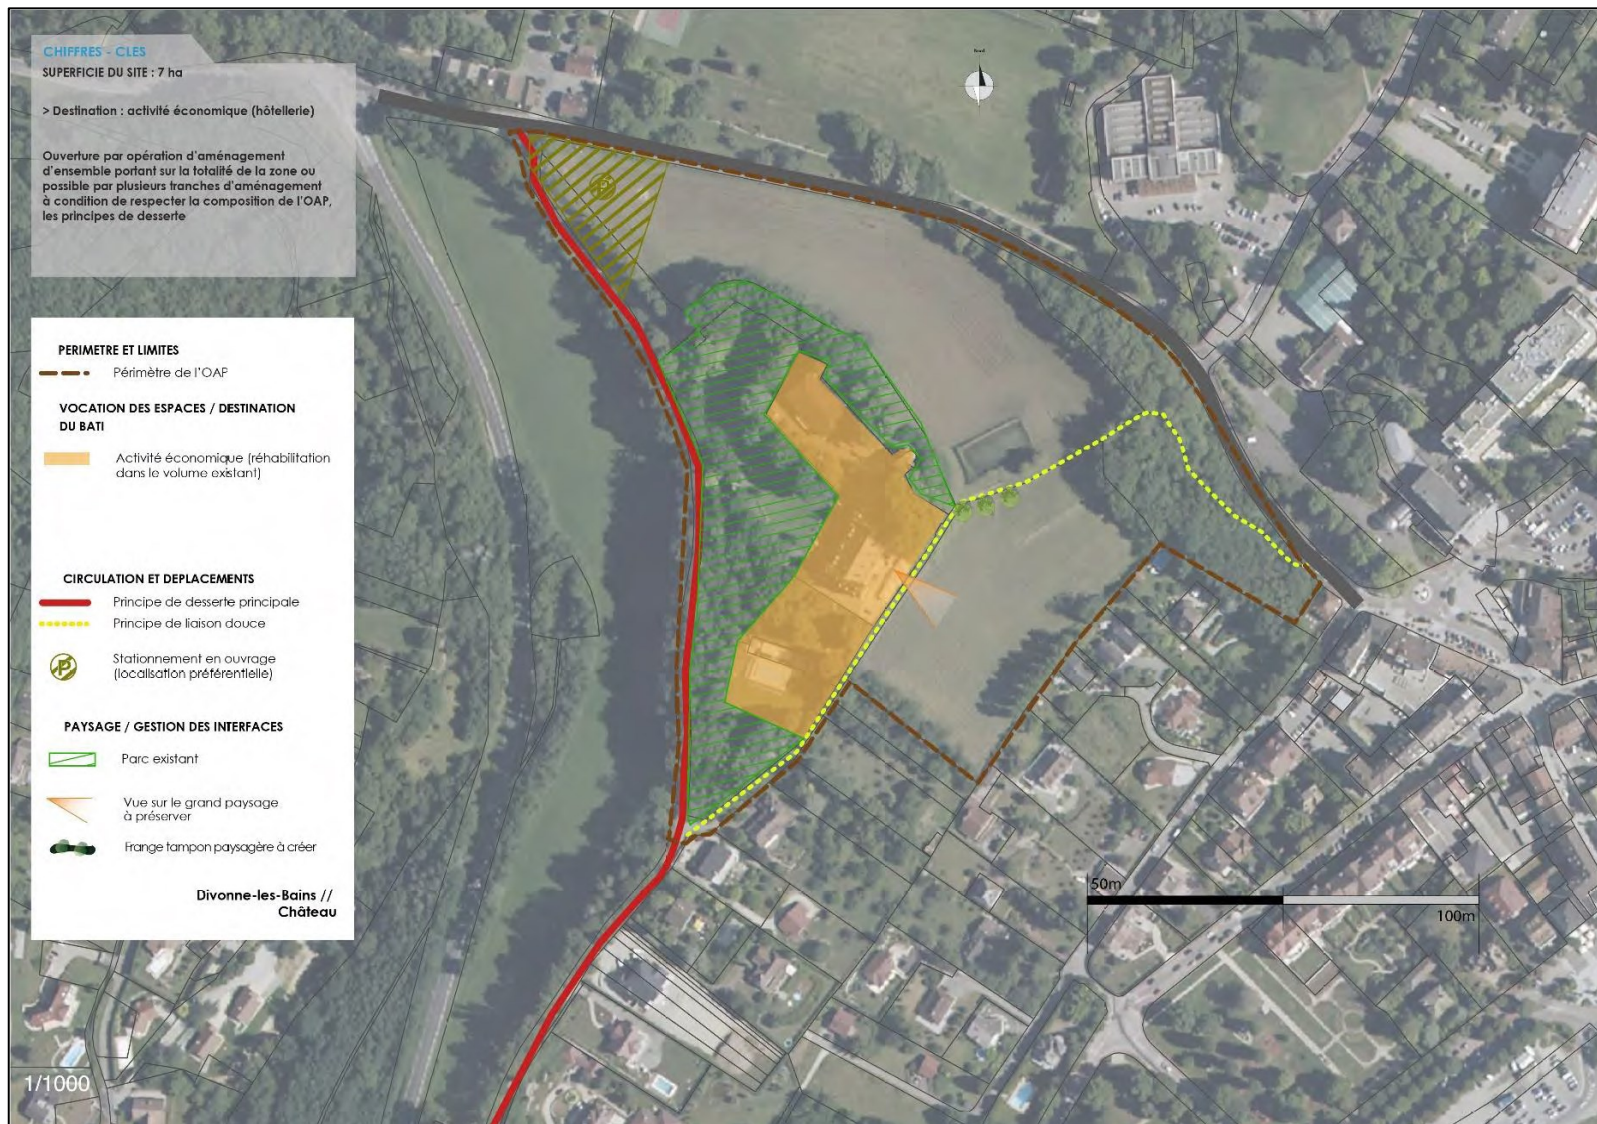 CHIFFRES - CLES
SUPERFICIE DU SITE : 7 ha
> Destination : activité économique (hôtellerie)
Ouverture par opération d'aménagement
d'ensemble portant sur la totalité de la zone ou
possible par plusieurs tranches d'aménagement
à condition de respecter la composition de l'OAP,
les principes de desserte
PERIMETRE ET LIMITES
Périmètre de l'OAP
VOCATION DES ESPACES / DESTINATION
DU BATI
Activité économique (réhabilitation
dans le volume existant)
CIRCULATION ET DEPLACEMENTS
Principe de desserte principale
Principe de liaison douce
P
Stationnement en ouvrage
(localisation préférentielle)
PAYSAGE / GESTION DES INTERFACES
Parc existant
Vue sur le grand paysage
à préserver
Frange tampon paysagère à créer
Divonne-les-Bains //
Château
P
50m
100m
1/1000